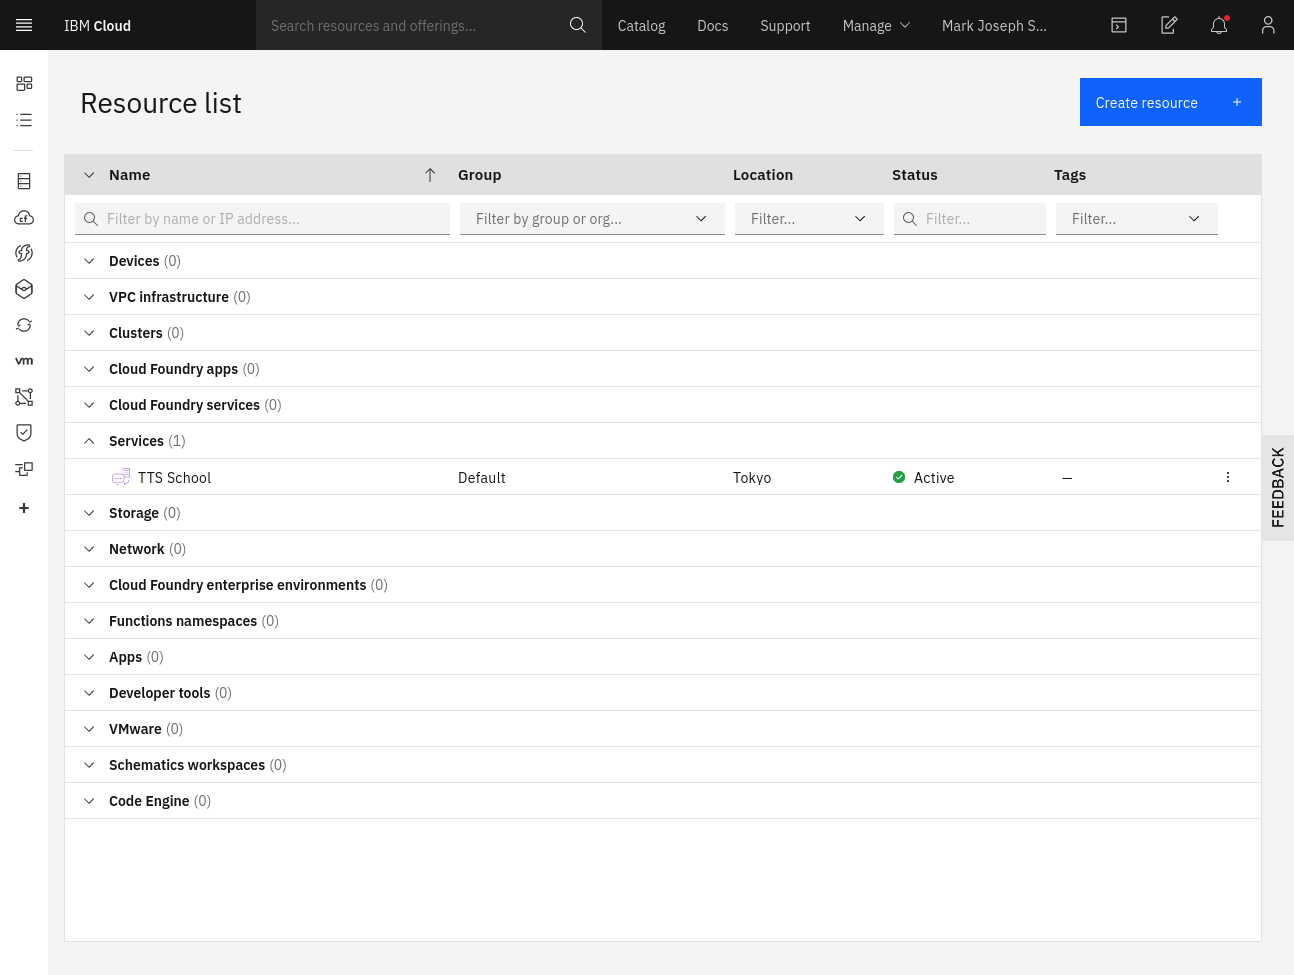 IBM Cloud
Search resources and offerings...
Catalog
Docs
Support
Manage
Mark Joseph S...
Resource list
Create resource +
Name
Group
Location
Status
Tags
Filter by name or IP address...
Filter by group or org...
Filter...
Filter...
Filter...
Devices (0)
VPC infrastructure (0)
Clusters (0)
Cloud Foundry apps (0)
Cloud Foundry services (0)
Services (1)
TTS School
Default
Tokyo
Active
—
Storage (0)
Network (0)
Cloud Foundry enterprise environments (0)
Functions namespaces (0)
Apps (0)
Developer tools (0)
VMware (0)
Schematics workspaces (0)
Code Engine (0)
cf
vm
FEEDBACK